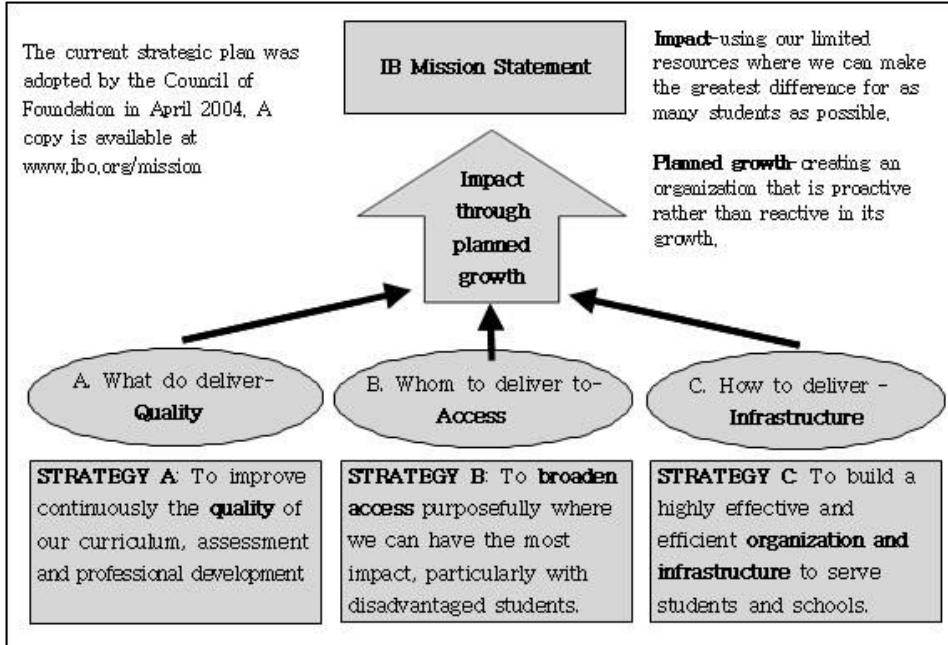 The current strategic plan was
adopted by the Council of
Foundation in April 2004. A
copy is available at
www.ibo.org/mission
IB Mission Statement
Impact-using our limited
resources where we can make
the greatest difference for as
many students as possible.
Planned growth-creating an
organization that is proactive
rather than reactive in its
growth.
Impact
through
planned
growth
A. What do deliver-
Quality
B. Whom to deliver to-
Access
C. How to deliver -
Infrastructure
STRATEGY A: To improve
continuously the quality of
our curriculum, assessment
and professional development
STRATEGY B: To broaden
access purposefully where
we can have the most
impact, particularly with
disadvantaged students.
STRATEGY C: To build a
highly effective and
efficient organization and
infrastructure to serve
students and schools.